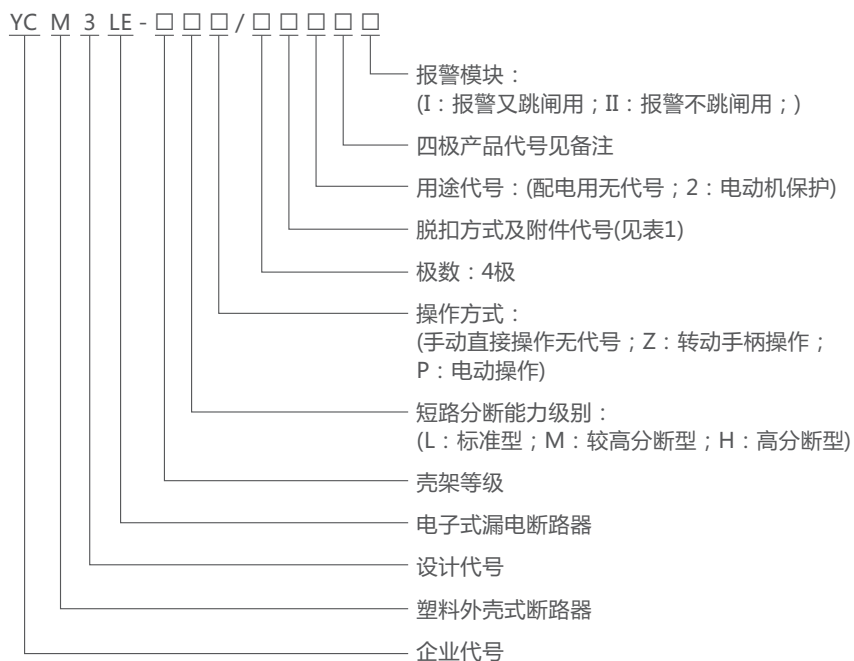 YC M 3 LE - □ □ □ / □ □ □ □ □
报警模块：
(I：报警又跳闸用；II：报警不跳闸用；)
四极产品代号见备注
用途代号：(配电用无代号；2：电动机保护)
脱扣方式及附件代号(见表1)
极数：4极
操作方式：
(手动直接操作无代号；Z：转动手柄操作；
P：电动操作)
短路分断能力级别：
(L：标准型；M：较高分断型；H：高分断型)
壳架等级
电子式漏电断路器
设计代号
塑料外壳式断路器
企业代号